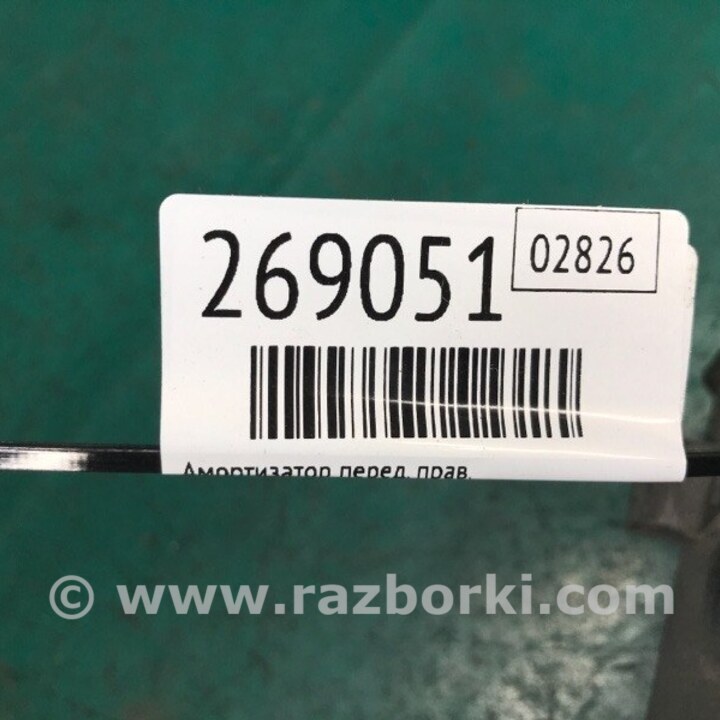 269051
02826
Амортизатор перед. прав.
© www.razborki.com